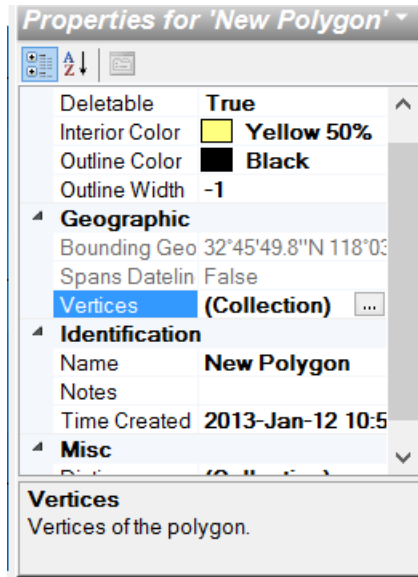 Properties for 'New Polygon'
Deletable True
Interior Color Yellow 50%
Outline Color Black
Outline Width -1
Geographic
Bounding Geo 32°45'49.8"N 118°03
Spans Datelin False
Vertices (Collection) ...
Identification
Name New Polygon
Notes
Time Created 2013-Jan-12 10:5
Misc
Vertices
Vertices of the polygon.